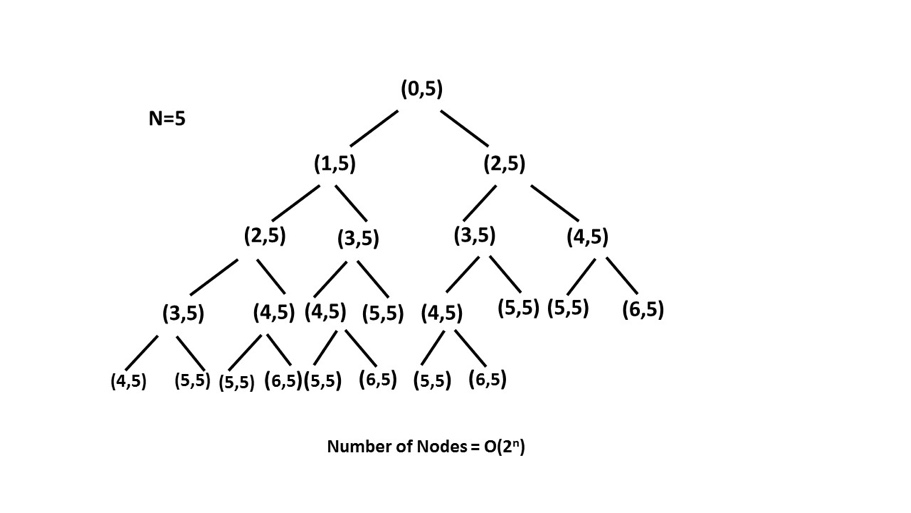 (0,5)
N=5
(1,5) (2,5)
(2,5) (3,5) (3,5) (4,5)
(3,5) (4,5) (4,5) (5,5) (4,5) (5,5) (5,5) (6,5)
(4,5) (5,5) (5,5) (6,5) (5,5) (6,5) (5,5) (6,5)
Number of Nodes = O(2ⁿ)